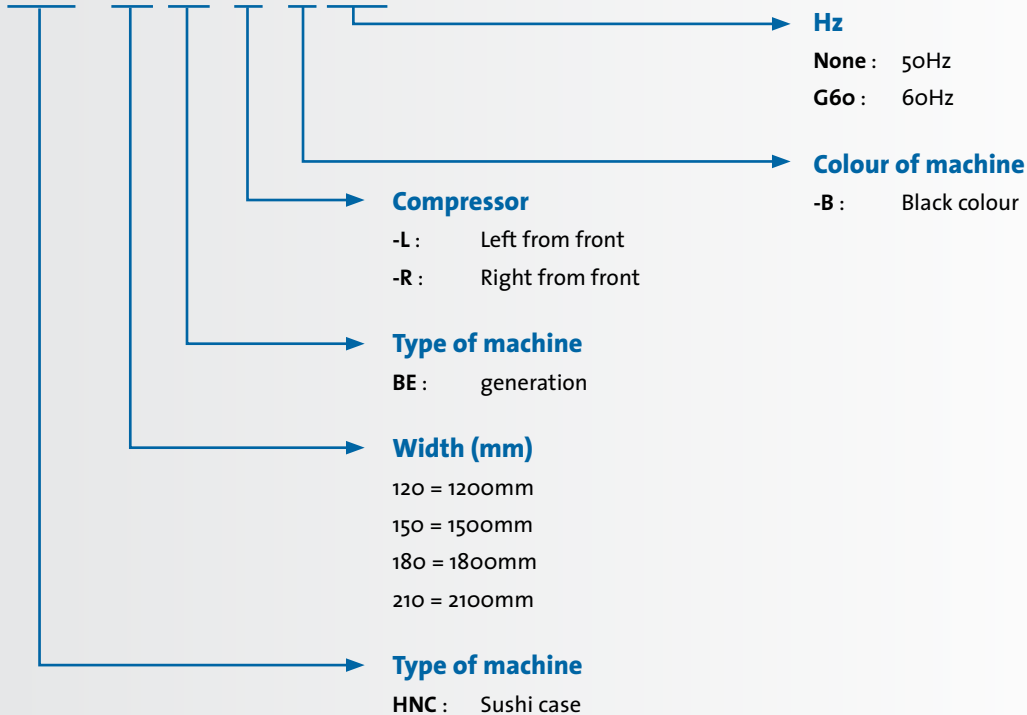 Hz
None : 50Hz
G60 : 60Hz
Colour of machine
-B : Black colour
Compressor
-L : Left from front
-R : Right from front
Type of machine
BE : generation
Width (mm)
120 = 1200mm
150 = 1500mm
180 = 1800mm
210 = 2100mm
Type of machine
HNC : Sushi case